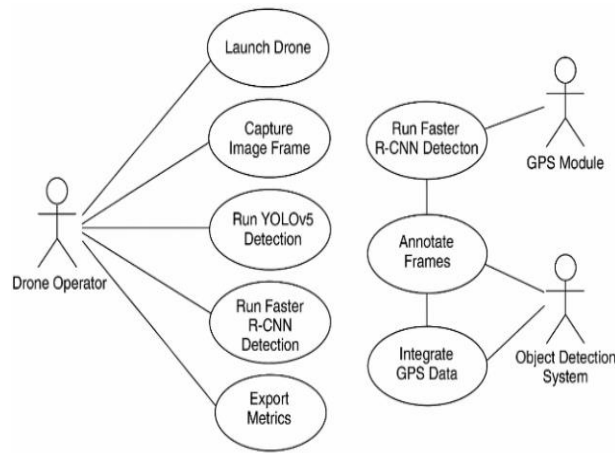 Launch Drone
Capture
Image Frame
Run YOLOv5
Detection
Run Faster
R-CNN
Detection
Export
Metrics
Drone Operator
Run Faster
R-CNN Detecton
Annotate
Frames
Integrate
GPS Data
GPS Module
Object Detection
System